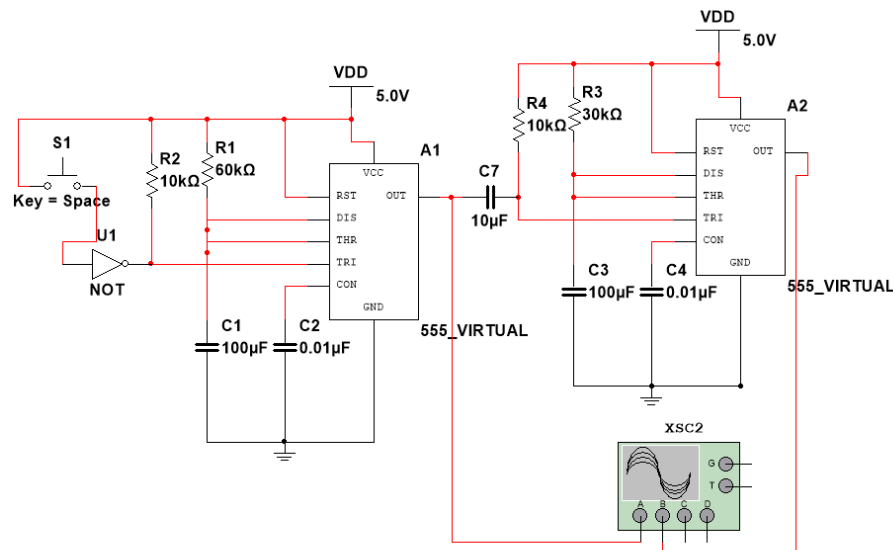 VDD
5.0V
S1
Key = Space
R2
10kΩ
R1
60kΩ
U1
NOT
A1
VCC
RST
OUT
DIS
THR
TRI
CON
GND
555_VIRTUAL
C1
100µF
C2
0.01µF
C7
10µF
VDD
5.0V
R4
10kΩ
R3
30kΩ
A2
VCC
RST
OUT
DIS
THR
TRI
CON
GND
555_VIRTUAL
C3
100µF
C4
0.01µF
XSC2
G
T
A B C D